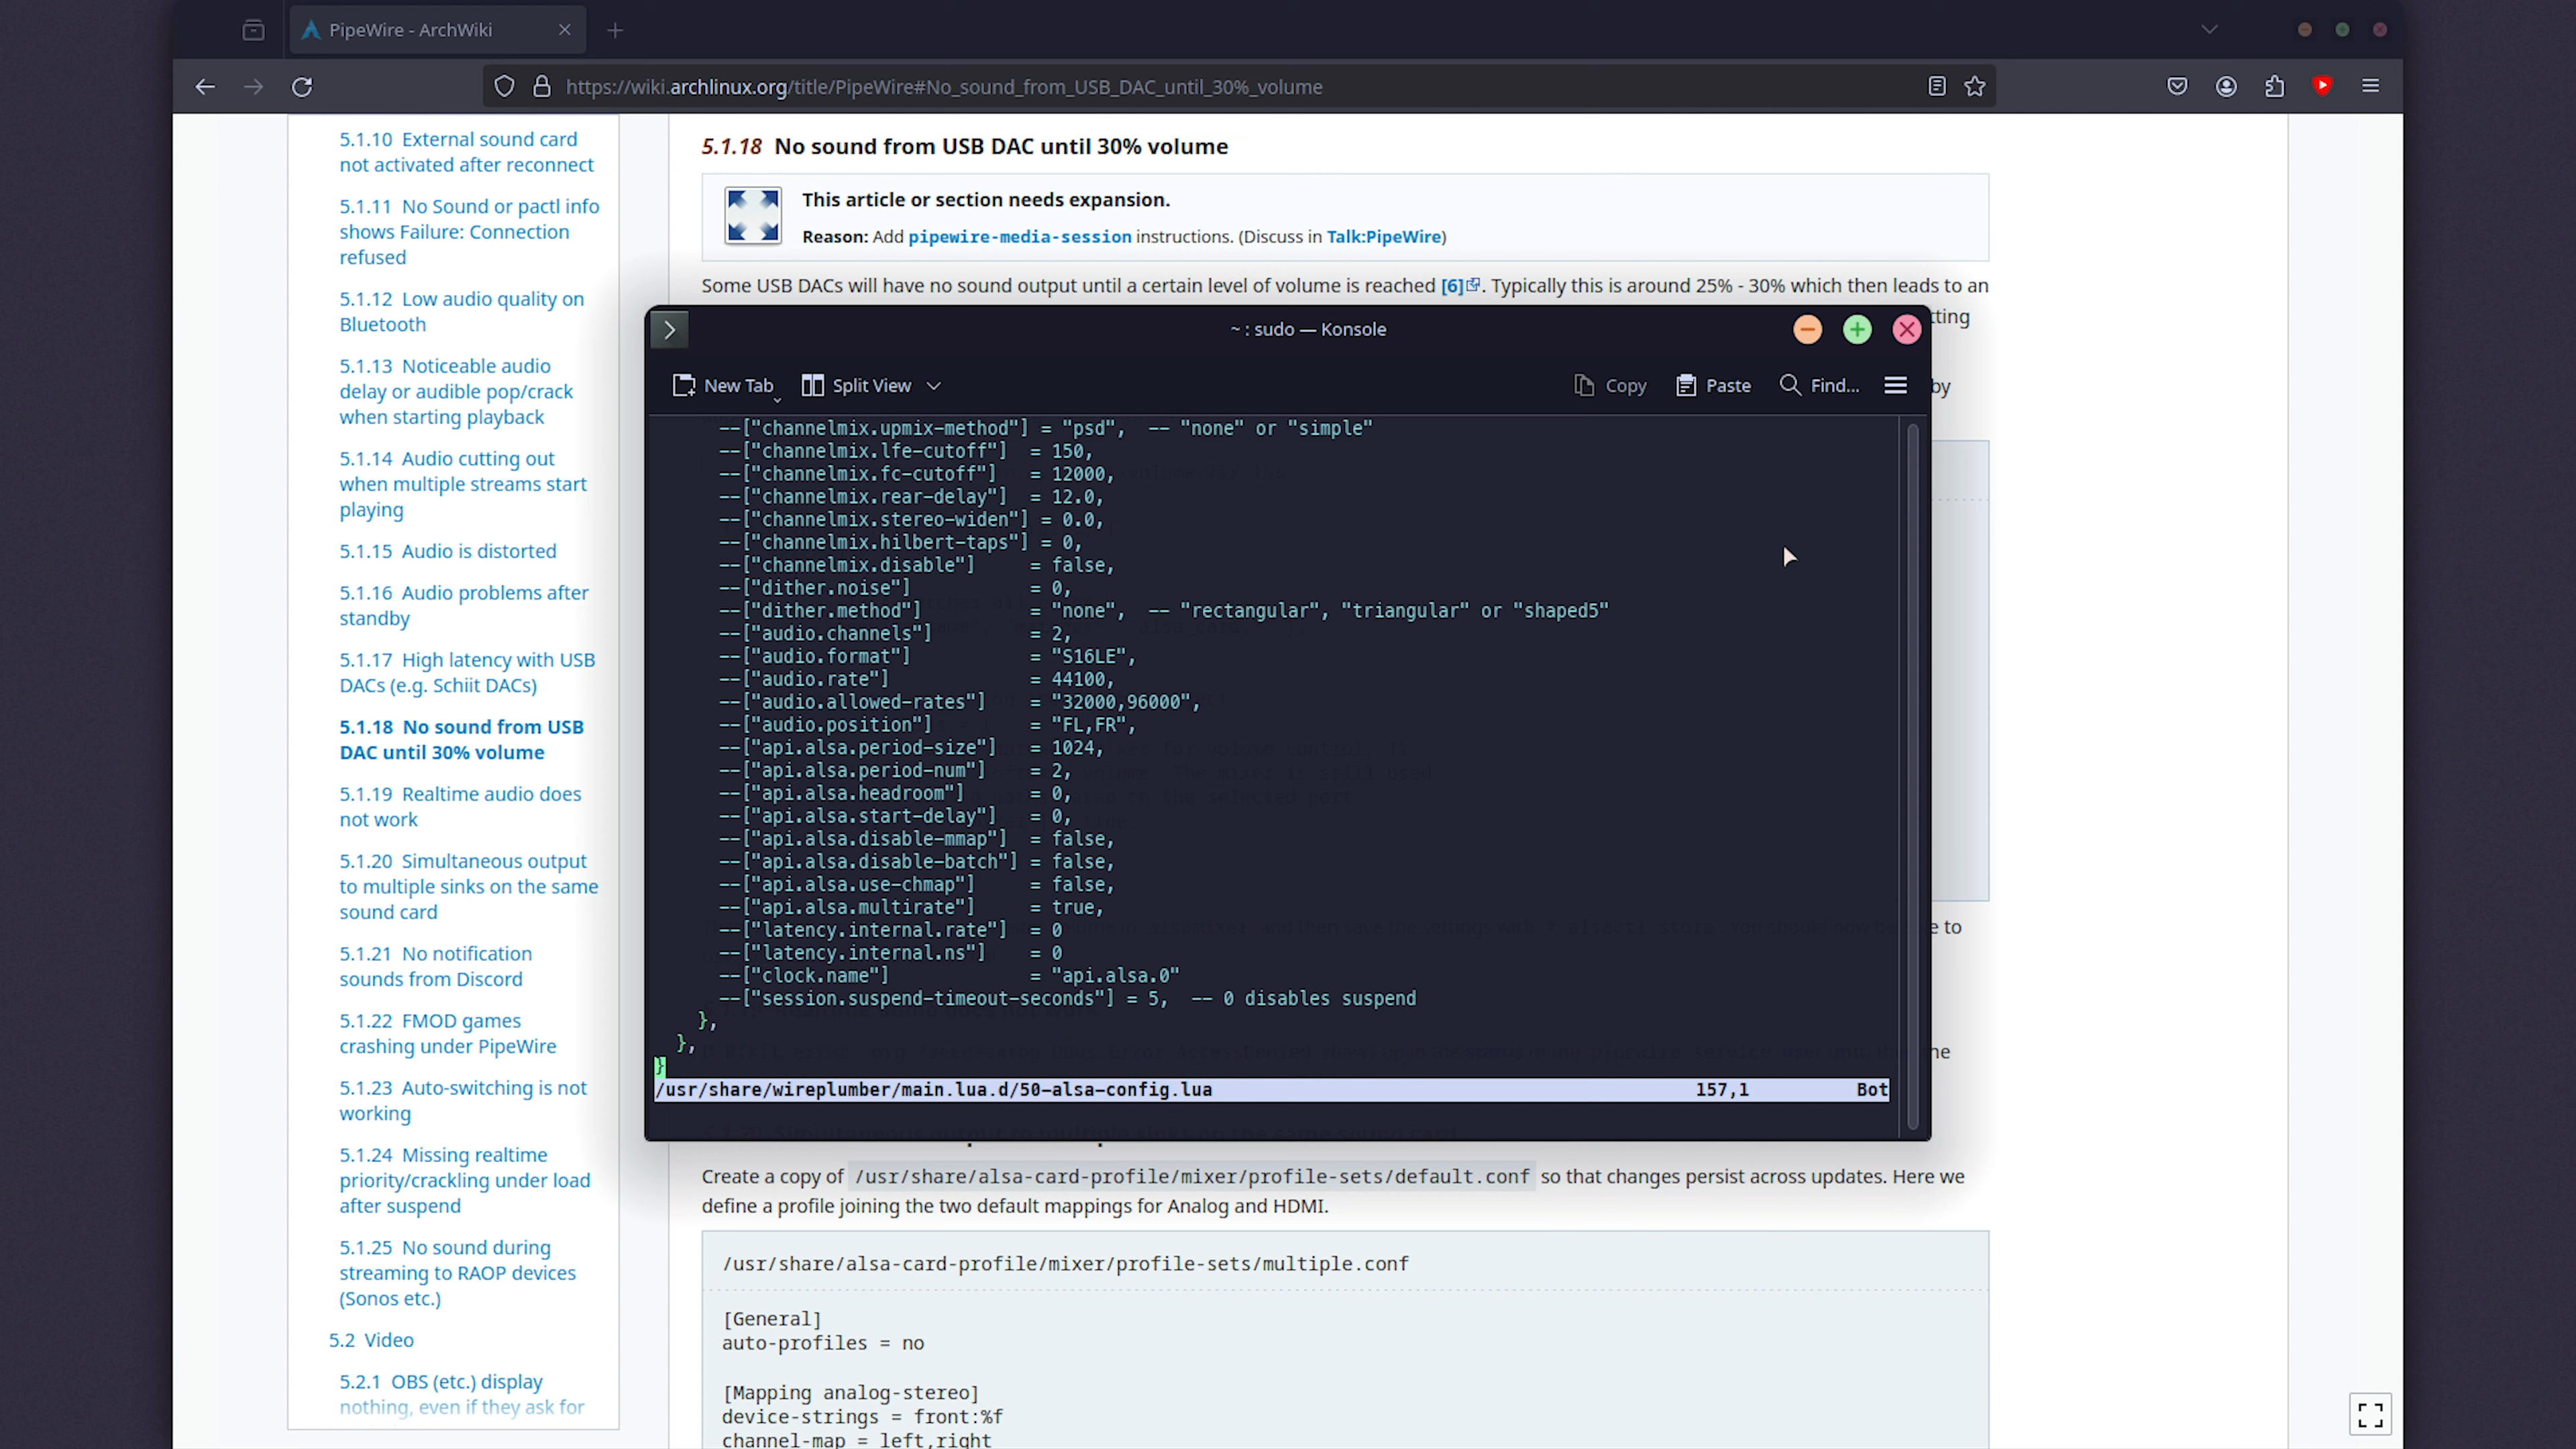 PipeWire - ArchWiki
https://wiki.archlinux.org/title/PipeWire#No_sound_from_USB_DAC_until_30%_volume
5.1.10 External sound card
not activated after reconnect
5.1.11 No Sound or pactl info
shows Failure: Connection
refused
5.1.12 Low audio quality on
Bluetooth
5.1.13 Noticeable audio
delay or audible pop/crack
when starting playback
5.1.14 Audio cutting out
when multiple streams start
playing
5.1.15 Audio is distorted
5.1.16 Audio problems after
standby
5.1.17 High latency with USB
DACs (e.g. Schiit DACs)
5.1.18 No sound from USB
DAC until 30% volume
5.1.19 Realtime audio does
not work
5.1.20 Simultaneous output
to multiple sinks on the same
sound card
5.1.21 No notification
sounds from Discord
5.1.22 FMOD games
crashing under PipeWire
5.1.23 Auto-switching is not
working
5.1.24 Missing realtime
priority/crackling under load
after suspend
5.1.25 No sound during
streaming to RAOP devices
(Sonos etc.)
5.2 Video
5.2.1 OBS (etc.) display
nothing, even if they ask for
5.1.18 No sound from USB DAC until 30% volume
This article or section needs expansion.
Reason: Add pipewire-media-session instructions. (Discuss in Talk:PipeWire)
Some USB DACs will have no sound output until a certain level of volume is reached [6]. Typically this is around 25% - 30% which then leads to an
by
~ : sudo — Konsole
New Tab Split View Copy Paste Find...
--["channelmix.upmix-method"] = "psd",  -- "none" or "simple"
--["channelmix.lfe-cutoff"]  = 150,
--["channelmix.fc-cutoff"]   = 12000,
--["channelmix.rear-delay"]  = 12.0,
--["channelmix.stereo-widen"] = 0.0,
--["channelmix.hilbert-taps"] = 0,
--["channelmix.disable"]     = false,
--["dither.noise"]           = 0,
--["dither.method"]          = "none",  -- "rectangular", "triangular" or "shaped5"
--["audio.channels"]         = 2,
--["audio.format"]           = "S16LE",
--["audio.rate"]             = 44100,
--["audio.allowed-rates"]    = "32000,96000",
--["audio.position"]         = "FL,FR",
--["api.alsa.period-size"]   = 1024,
--["api.alsa.period-num"]    = 2,
--["api.alsa.headroom"]      = 0,
--["api.alsa.start-delay"]   = 0,
--["api.alsa.disable-mmap"]  = false,
--["api.alsa.disable-batch"] = false,
--["api.alsa.use-chmap"]     = false,
--["api.alsa.multirate"]     = true,
--["latency.internal.rate"]  = 0
--["latency.internal.ns"]    = 0
--["clock.name"]             = "api.alsa.0"
--["session.suspend-timeout-seconds"] = 5,  -- 0 disables suspend
},
},
}
/usr/share/wireplumber/main.lua.d/50-alsa-config.lua 157,1 Bot
Create a copy of /usr/share/alsa-card-profile/mixer/profile-sets/default.conf so that changes persist across updates. Here we
define a profile joining the two default mappings for Analog and HDMI.
/usr/share/alsa-card-profile/mixer/profile-sets/multiple.conf
[General]
auto-profiles = no
[Mapping analog-stereo]
device-strings = front:%f
channel-map = left,right